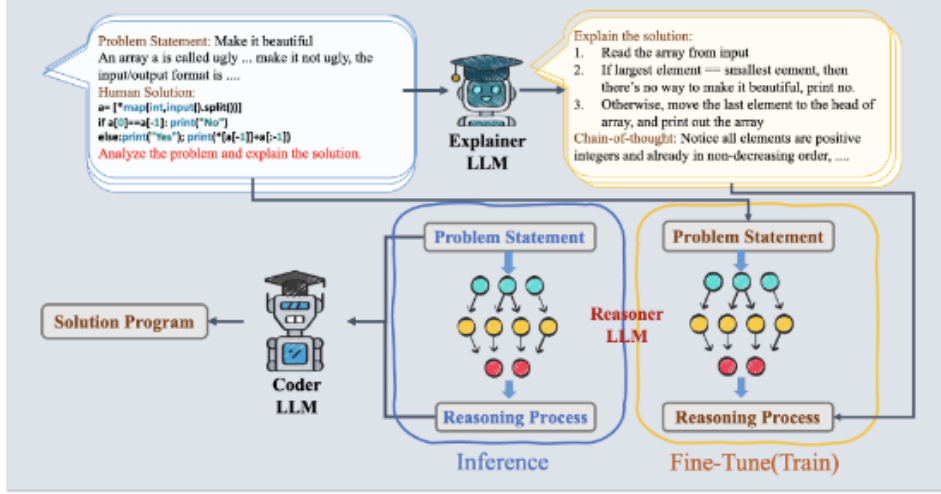 Problem Statement: Make it beautiful
An array a is called ugly ... make it not ugly, the
input/output format is ....
Human Solution:
a= [*map(int,input().split())]
if a[0]==a[-1]: print("No")
else:print("Yes"); print(*[a[-1]]+a[:-1])
Analyze the problem and explain the solution.
Explainer
LLM
Explain the solution:
1. Read the array from input
2. If largest element == smallest eement, then
there's no way to make it beautiful, print no.
3. Otherwise, move the last element to the head of
array, and print out the array
Chain-of-thought: Notice all elements are positive
integers and already in non-decreasing order, ....
Solution Program
Coder
LLM
Problem Statement
Reasoning Process
Inference
Reasoner
LLM
Problem Statement
Reasoning Process
Fine-Tune(Train)